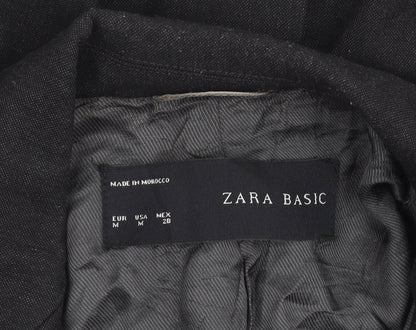 MADE IN MOROCCO
ZARA BASIC
EUR USA MEX
M M 28